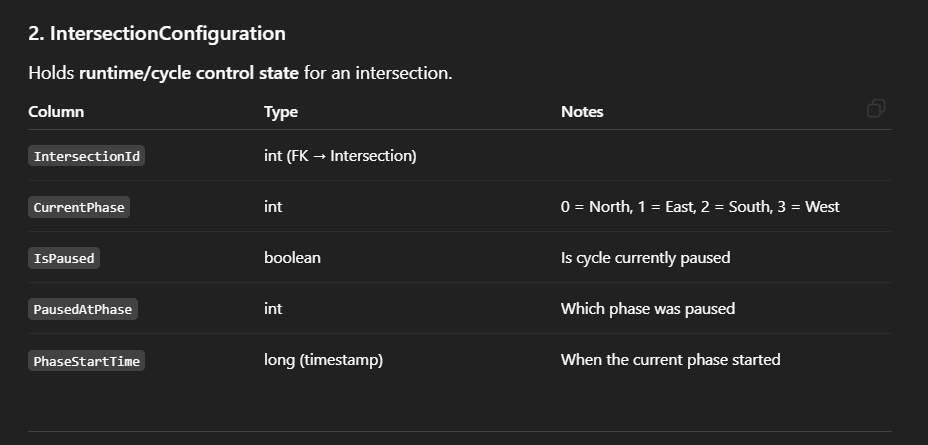 2. IntersectionConfiguration
Holds runtime/cycle control state for an intersection.
Column Type Notes
IntersectionId int (FK → Intersection)
CurrentPhase int 0 = North, 1 = East, 2 = South, 3 = West
IsPaused boolean Is cycle currently paused
PausedAtPhase int Which phase was paused
PhaseStartTime long (timestamp) When the current phase started